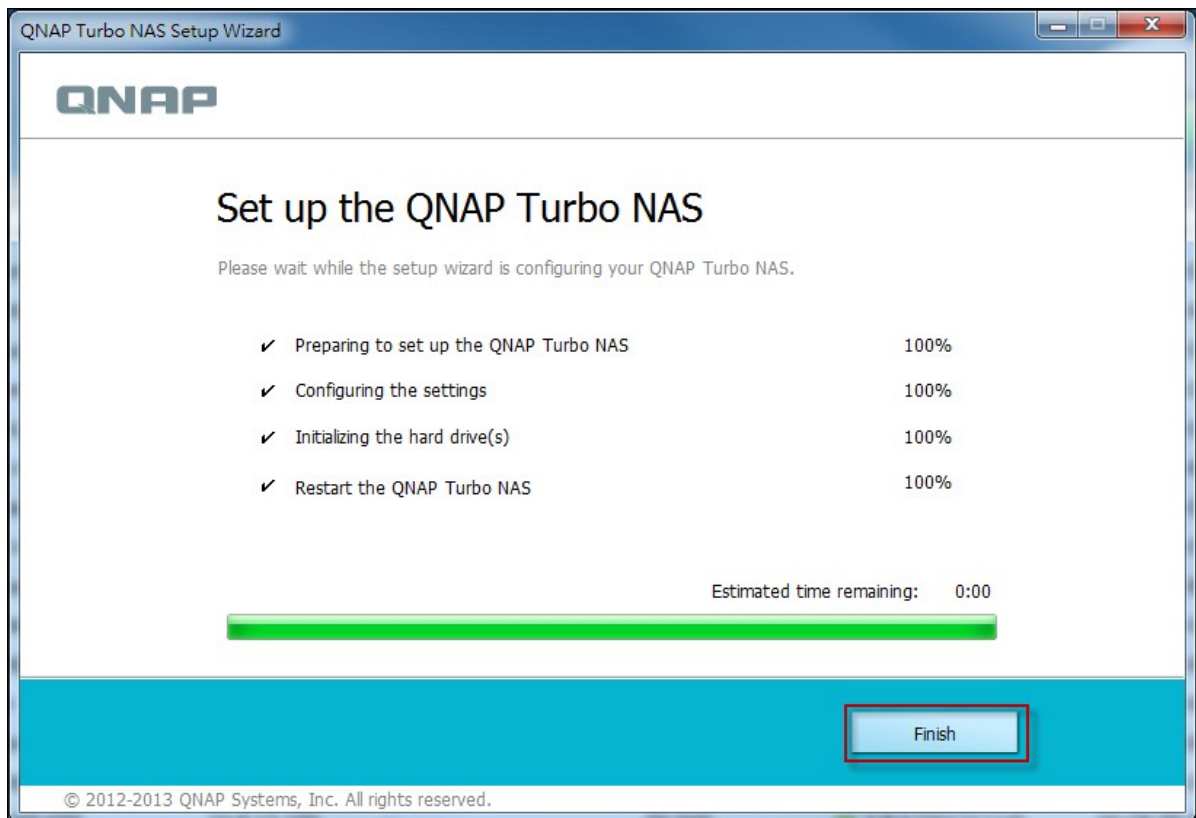 QNAP Turbo NAS Setup Wizard
QNAP
Set up the QNAP Turbo NAS
Please wait while the setup wizard is configuring your QNAP Turbo NAS.
✔ Preparing to set up the QNAP Turbo NAS 100%
✔ Configuring the settings 100%
✔ Initializing the hard drive(s) 100%
✔ Restart the QNAP Turbo NAS 100%
Estimated time remaining: 0:00
Finish
© 2012-2013 QNAP Systems, Inc. All rights reserved.